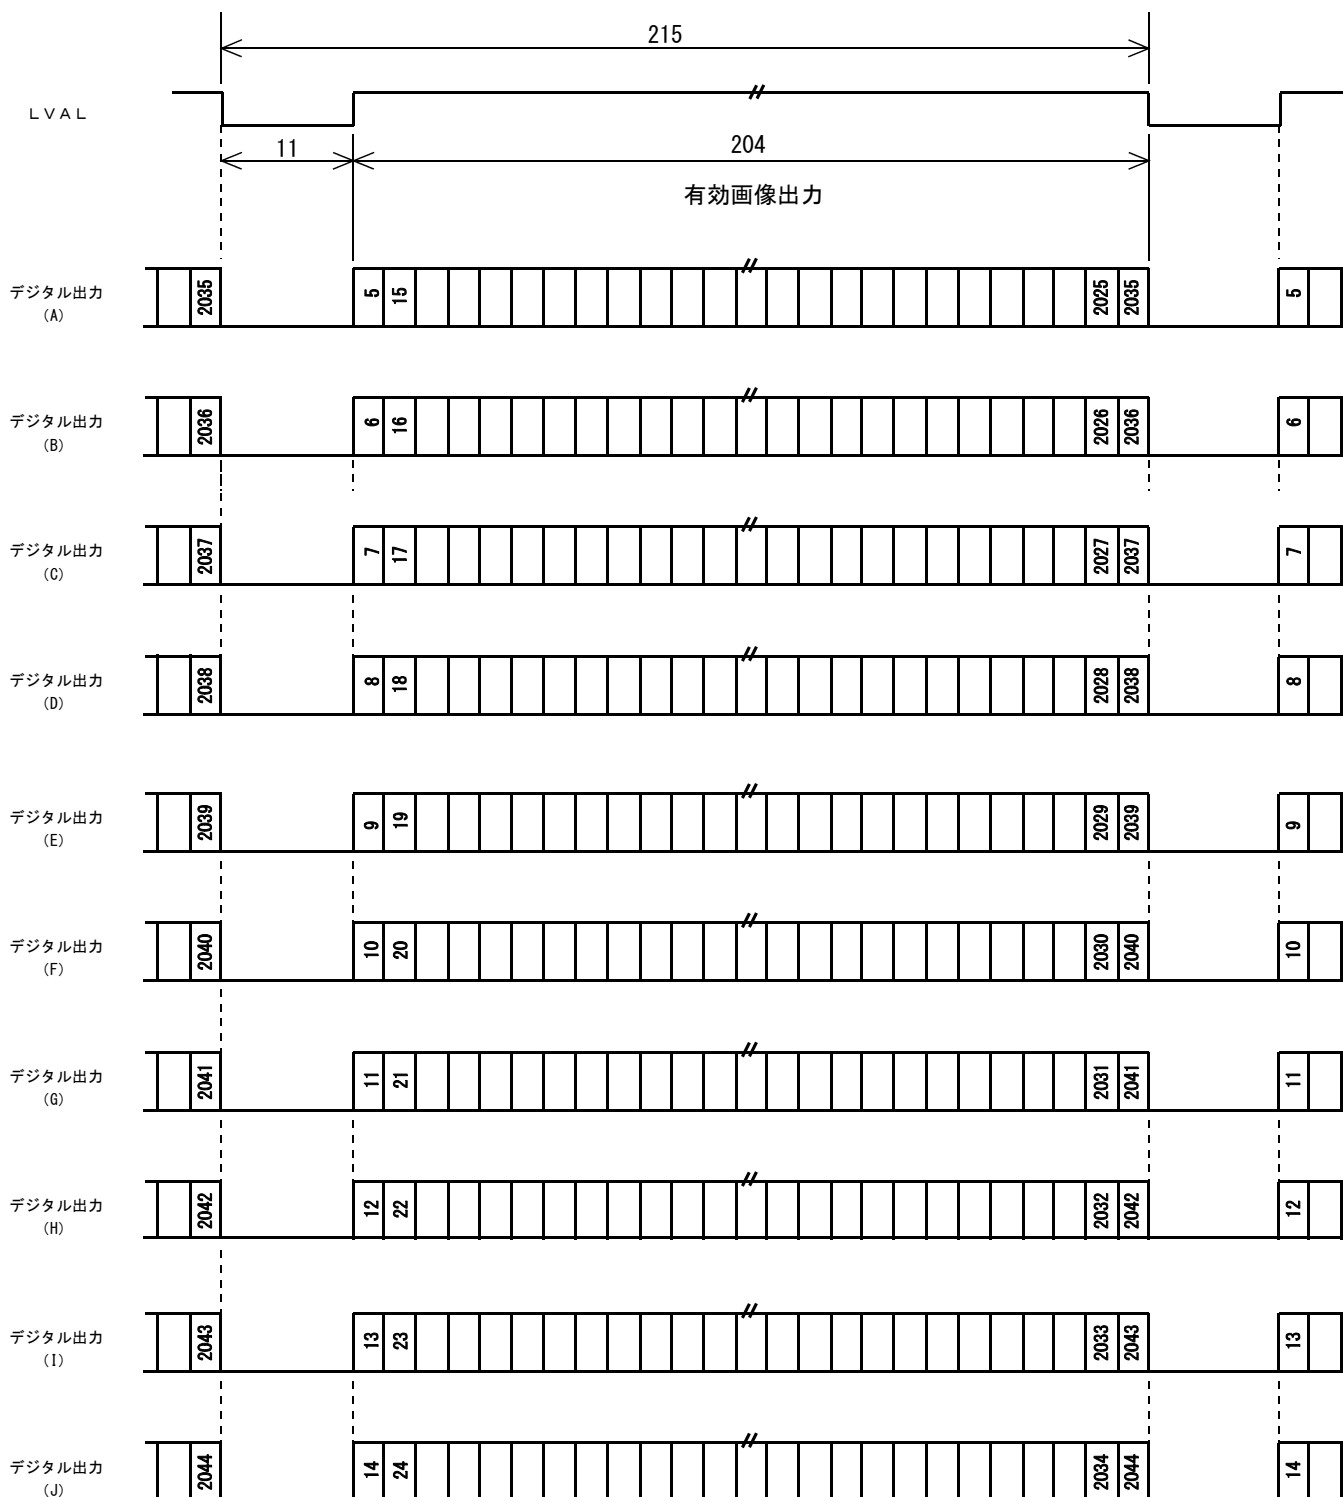 215
LVAL
11
204
有効画像出力
デジタル出力
(A)
2035
5
15
2025
2035
5
デジタル出力
(B)
2036
6
16
2026
2036
6
デジタル出力
(C)
2037
7
17
2027
2037
7
デジタル出力
(D)
2038
8
18
2028
2038
8
デジタル出力
(E)
2039
9
19
2029
2039
9
デジタル出力
(F)
2040
10
20
2030
2040
10
デジタル出力
(G)
2041
11
21
2031
2041
11
デジタル出力
(H)
2042
12
22
2032
2042
12
デジタル出力
(I)
2043
13
23
2033
2043
13
デジタル出力
(J)
2044
14
24
2034
2044
14